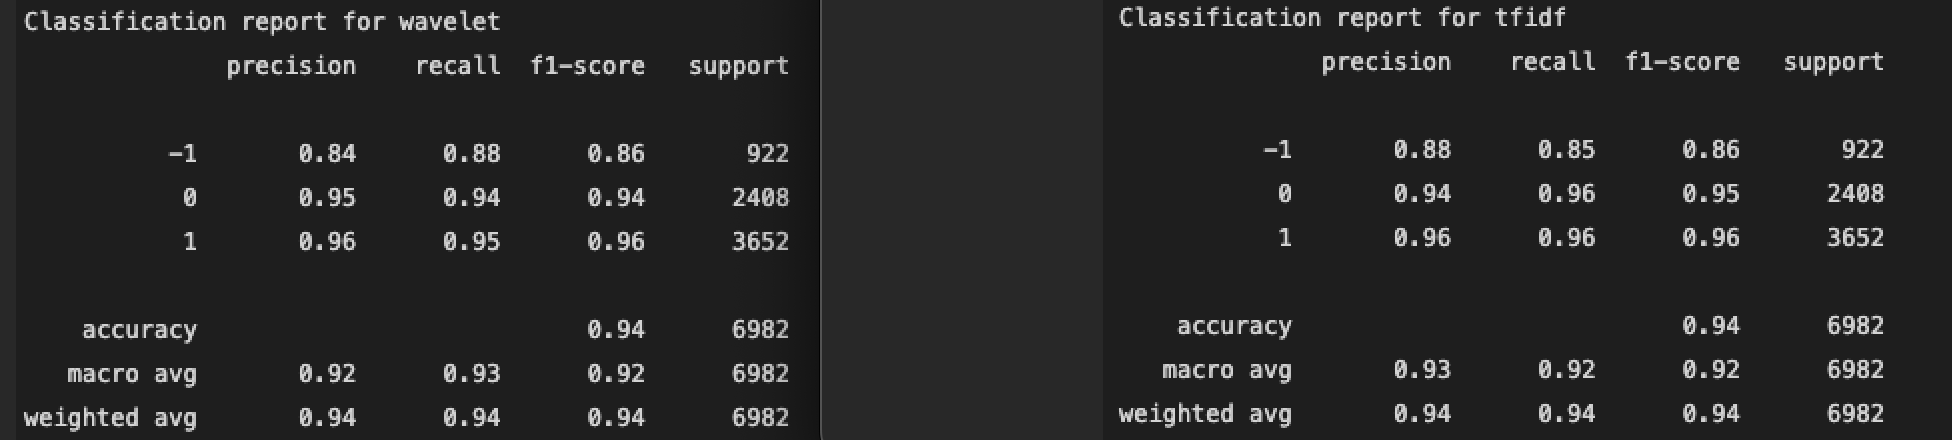 Classification report for wavelet
precision recall f1-score support
-1 0.84 0.88 0.86 922
0 0.95 0.94 0.94 2408
1 0.96 0.95 0.96 3652
accuracy 0.94 6982
macro avg 0.92 0.93 0.92 6982
weighted avg 0.94 0.94 0.94 6982
Classification report for tfidf
precision recall f1-score support
-1 0.88 0.85 0.86 922
0 0.94 0.96 0.95 2408
1 0.96 0.96 0.96 3652
accuracy 0.94 6982
macro avg 0.93 0.92 0.92 6982
weighted avg 0.94 0.94 0.94 6982